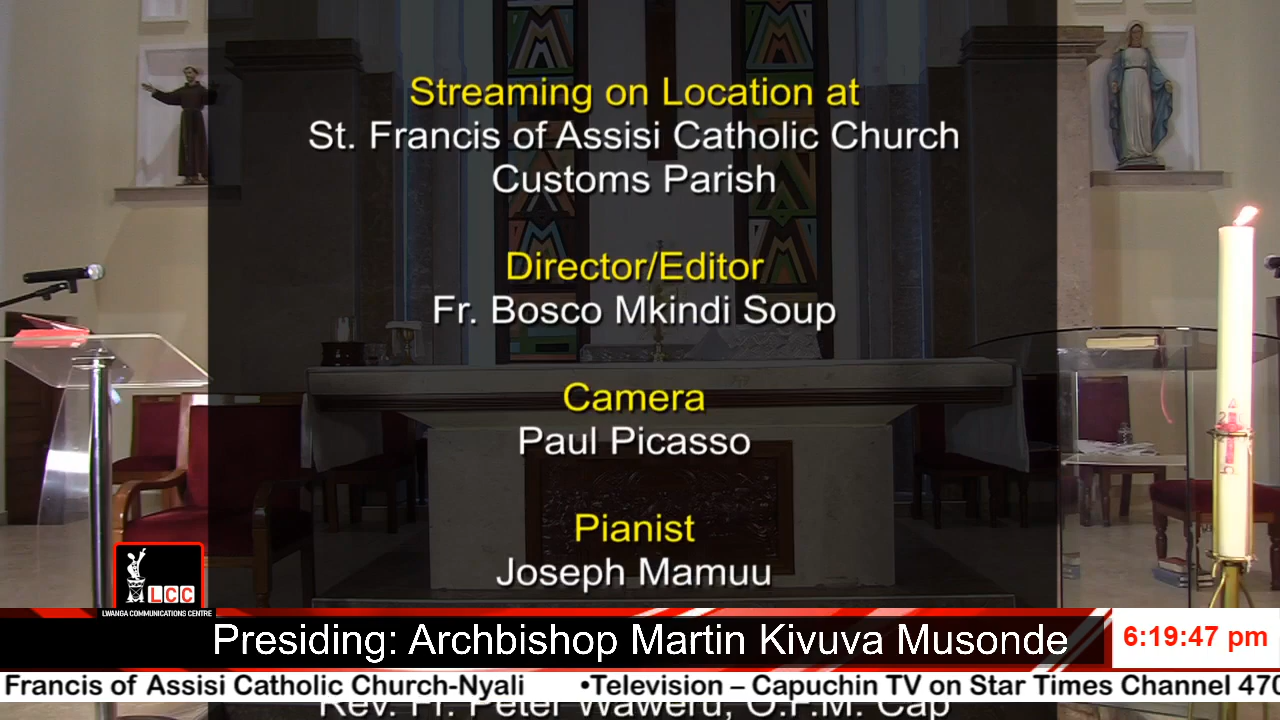 Streaming on Location at
St. Francis of Assisi Catholic Church
Customs Parish
Director/Editor
Fr. Bosco Mkindi Soup
Camera
Paul Picasso
Pianist
Joseph Mamuu
LCC
LWANGA COMMUNICATIONS CENTRE
Presiding: Archbishop Martin Kivuva Musonde
6:19:47 pm
Francis of Assisi Catholic Church-Nyali •Television – Capuchin TV on Star Times Channel 470
Rev. Fr. Peter Waweru, O.F.M. Cap